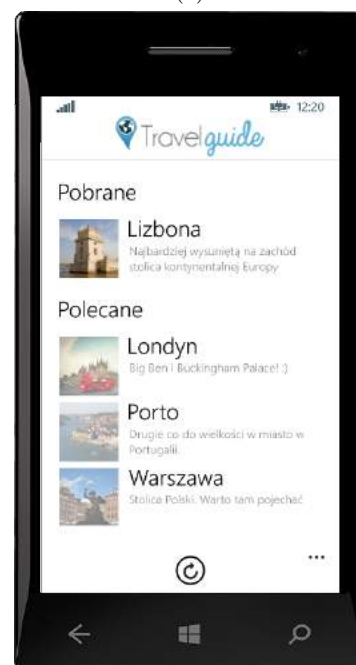 12:20
Travelguide
Pobrane
Lizbona
Najbardziej wysuniętą na zachód
stolica kontynentalnej Europy
Polecane
Londyn
Big Ben i Buckingham Palace! :)
Porto
Drugie co do wielkości w miasto w
Portugalii.
Warszawa
Stolica Polski. Warto tam pojechać